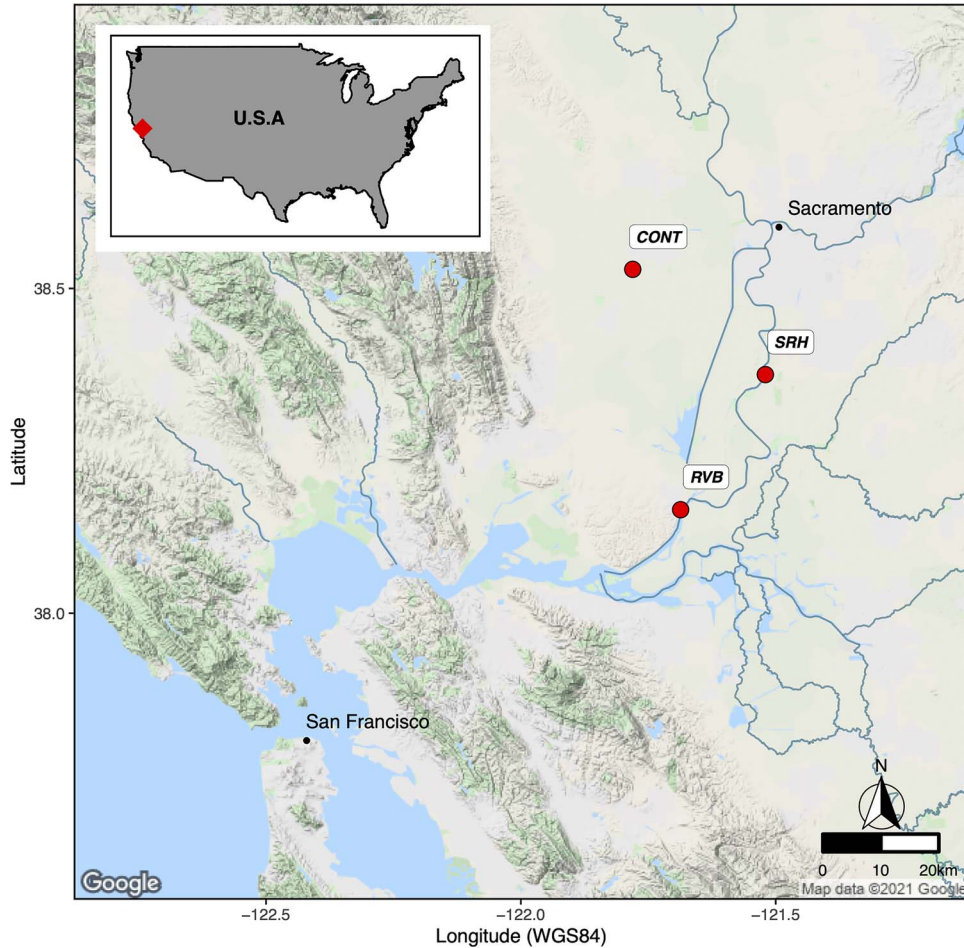 U.S.A
Sacramento
CONT
38.5
SRH
Latitude
RVB
38.0
San Francisco
N
0 10 20km
Google
Map data ©2021 Google
−122.5 −122.0 −121.5
Longitude (WGS84)